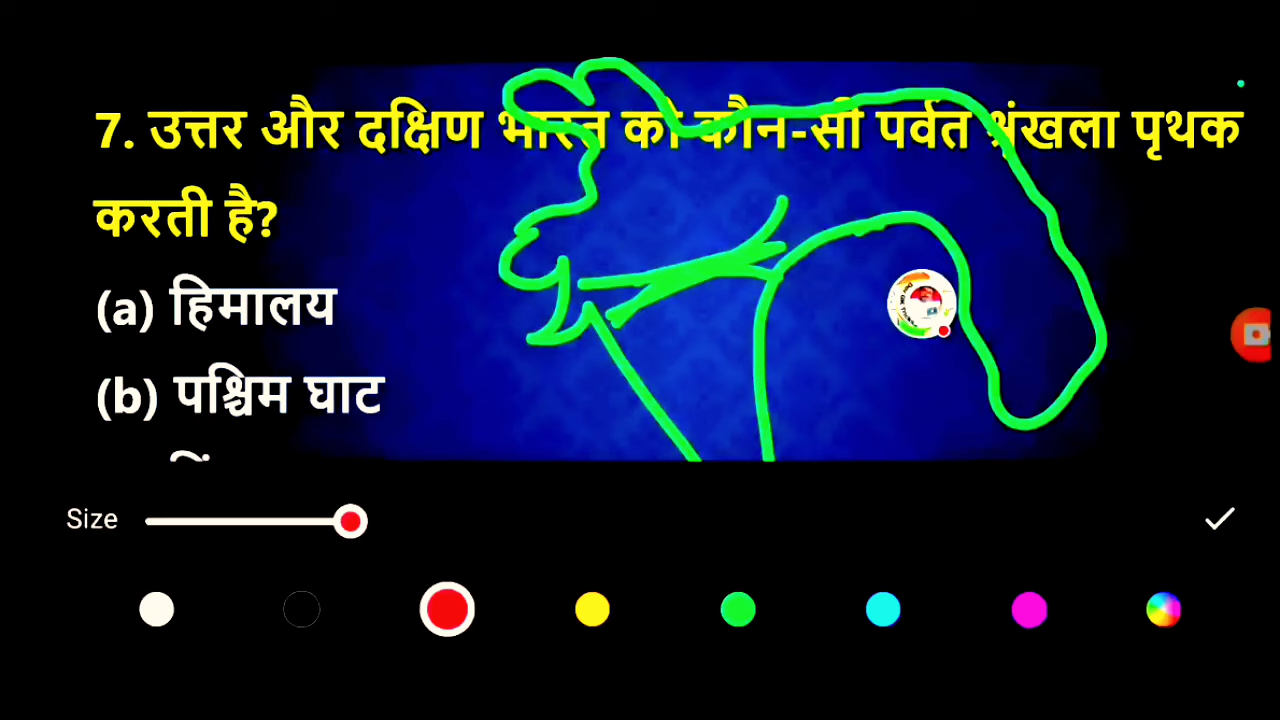 7. उत्तर और दक्षिण भारत को कौन-सी पर्वत श्रृंखला पृथक
करती है?
(a) हिमालय
(b) पश्चिम घाट
Size